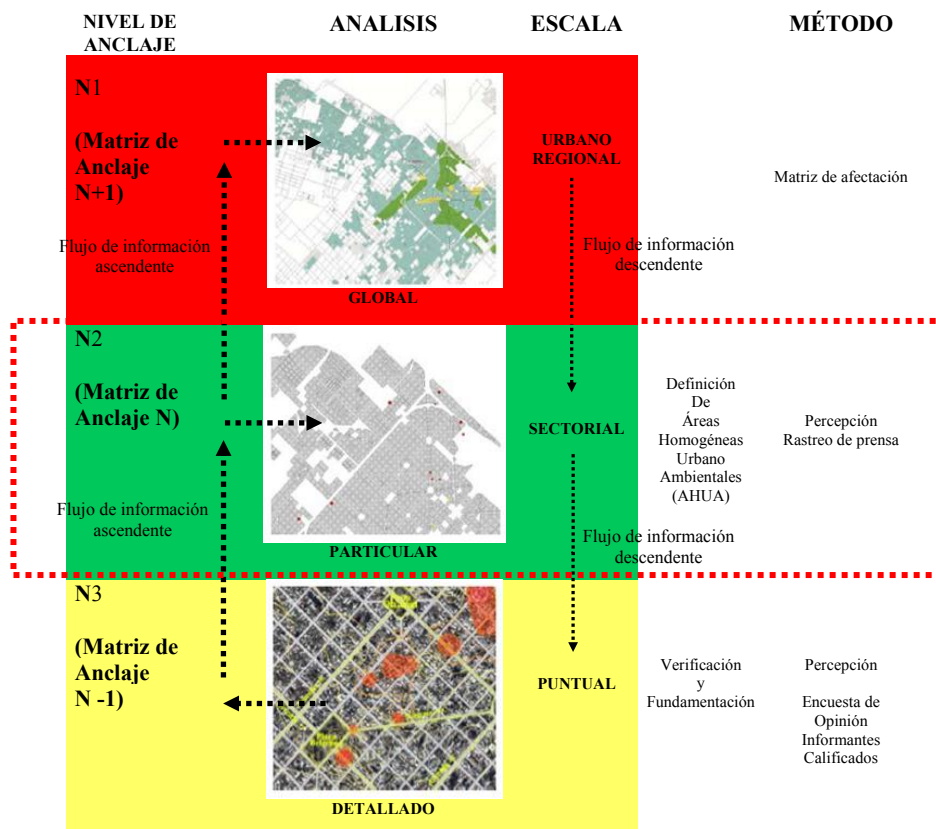 NIVEL DE
ANCLAJE
ANALISIS
ESCALA
MÉTODO
N1
(Matriz de
Anclaje
N+1)
Flujo de información
ascendente
GLOBAL
URBANO
REGIONAL
Flujo de información
descendente
Matriz de afectación
N2
(Matriz de
Anclaje N)
Flujo de información
ascendente
PARTICULAR
SECTORIAL
Flujo de información
descendente
Definición
De
Áreas
Homogéneas
Urbano
Ambientales
(AHUA)
Percepción
Rastreo de prensa
N3
(Matriz de
Anclaje
N -1)
DETALLADO
PUNTUAL
Verificación
y
Fundamentación
Percepción
Encuesta de
Opinión
Informantes
Calificados